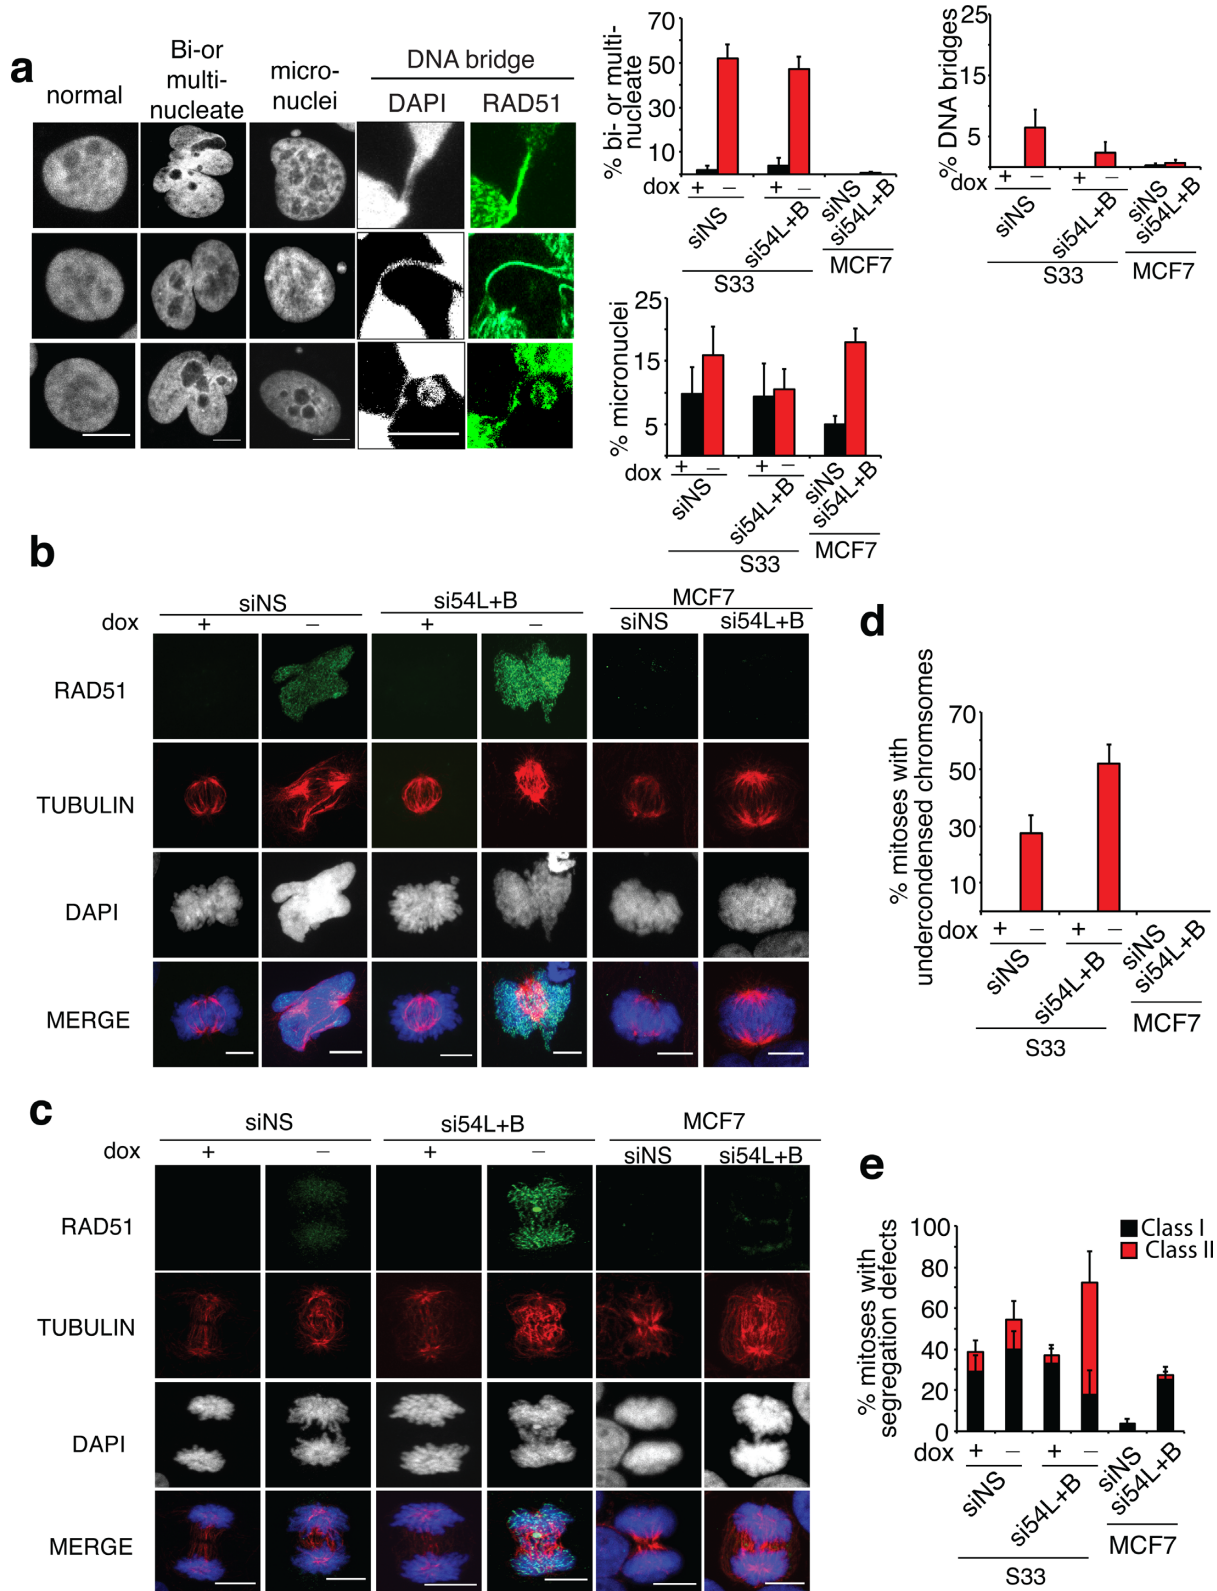 a
normal
Bi-or
multi-
nucleate
micro-
nuclei
DNA bridge
DAPI
RAD51
% bi- or multi-
nucleate
70
50
30
10
dox
+
–
+
–
siNS
si54L+B
siNS
si54L+B
S33
MCF7
% DNA bridges
25
15
5
dox
+
–
+
–
siNS
si54L+B
siNS
si54L+B
S33
MCF7
% micronuclei
25
15
5
dox
+
–
+
–
siNS
si54L+B
siNS
si54L+B
S33
MCF7
b
siNS
si54L+B
MCF7
dox
+
–
+
–
siNS
si54L+B
RAD51
TUBULIN
DAPI
MERGE
d
% mitoses with
undercondensed chromsomes
70
50
30
10
dox
+
–
+
–
siNS
si54L+B
siNS
si54L+B
S33
MCF7
c
siNS
si54L+B
MCF7
dox
+
–
+
–
siNS
si54L+B
RAD51
TUBULIN
DAPI
MERGE
e
% mitoses with
segregation defects
100
80
60
40
20
0
Class I
Class II
dox
+
–
+
–
siNS
si54L+B
siNS
si54L+B
MCF7
S33